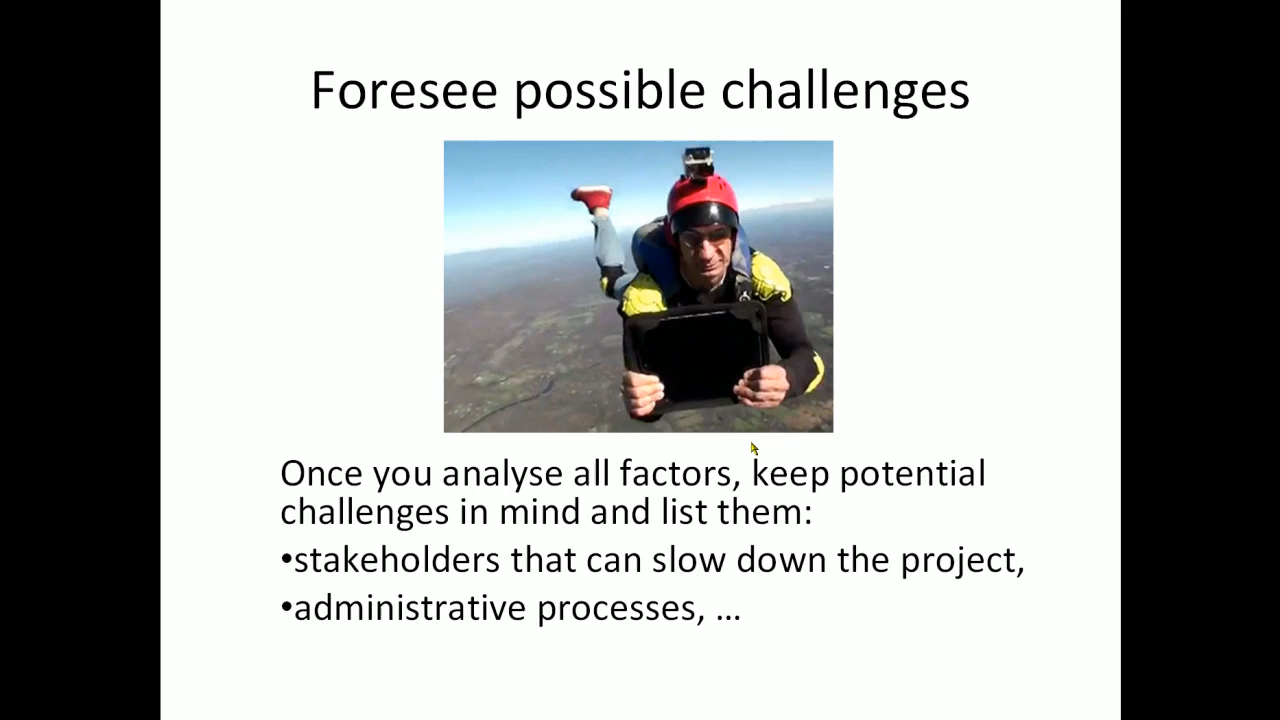 Foresee possible challenges
Once you analyse all factors, keep potential
challenges in mind and list them:
•stakeholders that can slow down the project,
•administrative processes, …